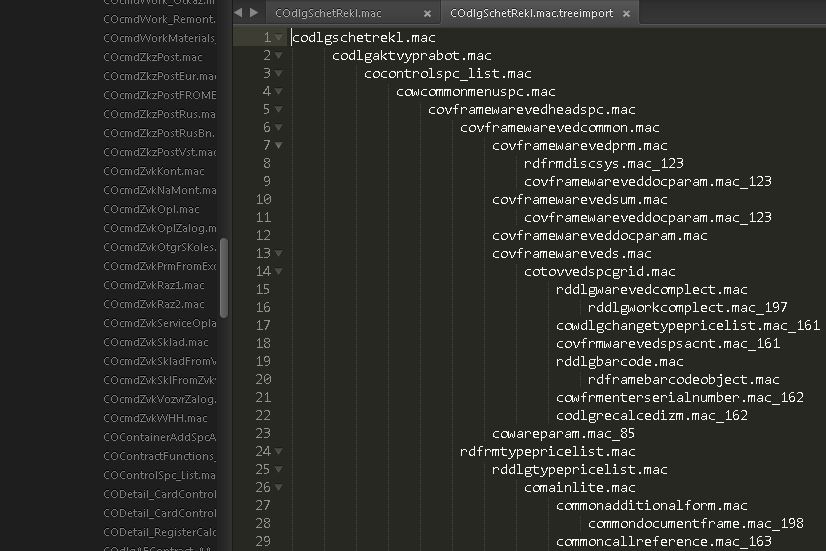 COcmdWork_Remont.
COcmdWorkMaterials_
COcmdZkzPost.mac
COcmdZkzPostEur.mac
COcmdZkzPostFROME
COcmdZkzPostRus.ma
COcmdZkzPostRusBn.
COcmdZkzPostVst.mac
COcmdZvkKont.mac
COcmdZvkNaMont.ma
COcmdZvkOpl.mac
COcmdZvkOplZalog.m
COcmdZvkOtgrSKoles.
COcmdZvkPrmFromExc
COcmdZvkRaz1.mac
COcmdZvkRaz2.mac
COcmdZvkServiceOpla
COcmdZvkSklad.mac
COcmdZvkSkladFromV
COcmdZvkSklFromZvk
COcmdZvkVozvrZalog.
COcmdZvkWHH.mac
COContainerAddSpcA
COContractFunctions_
COControlSpc_List.ma
CODetail_CardControl
CODetail_CardControl
CODetail_RegisterCalc
COdlgSchetRekl.mac ×
COdlgSchetRekl.mac.treeimport ×
1 codlgschetrekl.mac
2 codlgaktvyprabot.mac
3 cocontrolspc_list.mac
4 cowcommonmenuspc.mac
5 covframewarevedheadspc.mac
6 covframewarevedcommon.mac
7 covframewarevedprm.mac
8 rdfrmdiscsys.mac_123
9 covframewareveddocparam.mac_123
10 covframewarevedsum.mac
11 covframewareveddocparam.mac_123
12 covframewareveddocparam.mac
13 covframewareveds.mac
14 cotovvedspcgrid.mac
15 rddlgwarevedcomplect.mac
16 rddlgworkcomplect.mac_197
17 cowdlgchangetypepricelist.mac_161
18 covfrmwarevedspsacnt.mac_161
19 rddlgbarcode.mac
20 rdframebarcodeobject.mac
21 cowfrmenterserialnumber.mac_162
22 codlgrecalcedizm.mac_162
23 cowareparam.mac_85
24 rdfrmtypepricelist.mac
25 rddlgtypepricelist.mac
26 comainlite.mac
27 commonadditionalform.mac
28 commondocumentframe.mac_198
29 commoncallreference.mac_163